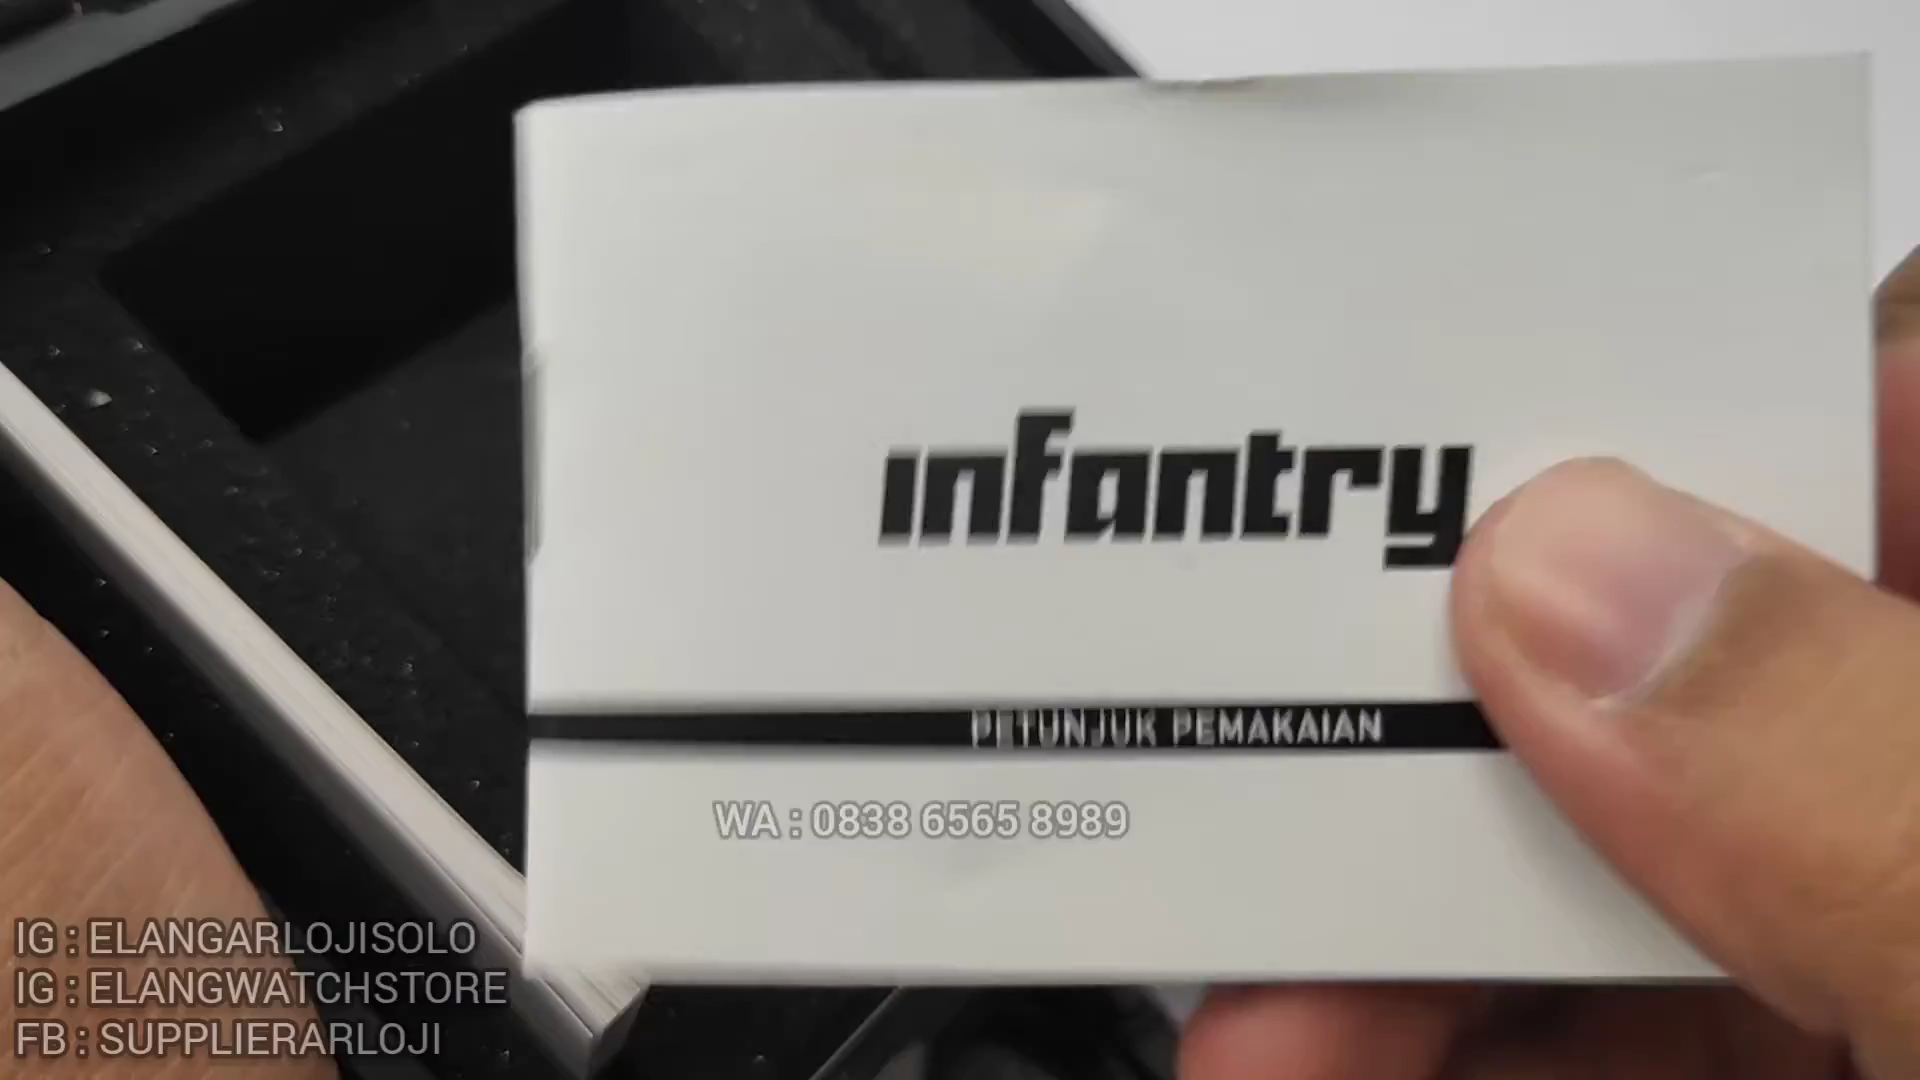 infantry
PETUNJUK PEMAKAIAN
WA : 0838 6565 8989
IG : ELANGARLOJISOLO
IG : ELANGWATCHSTORE
FB : SUPPLIERARLOJI